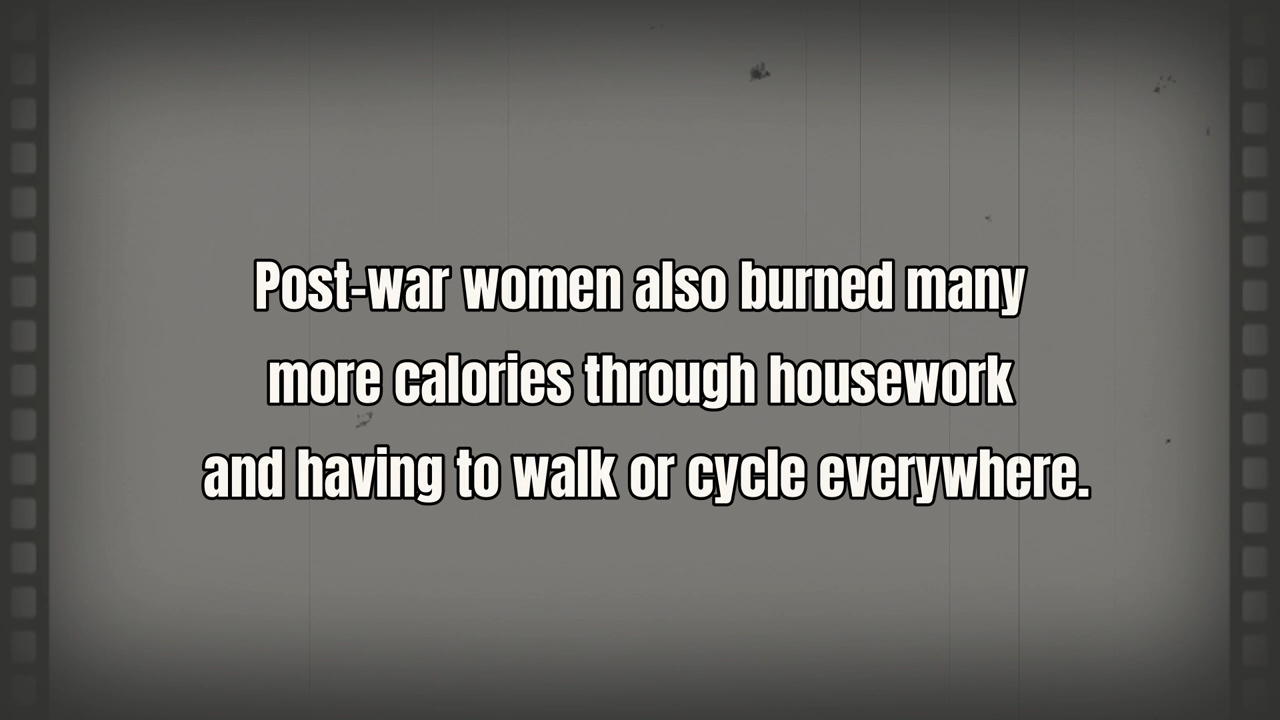 Post-war women also burned many
more calories through housework
and having to walk or cycle everywhere.